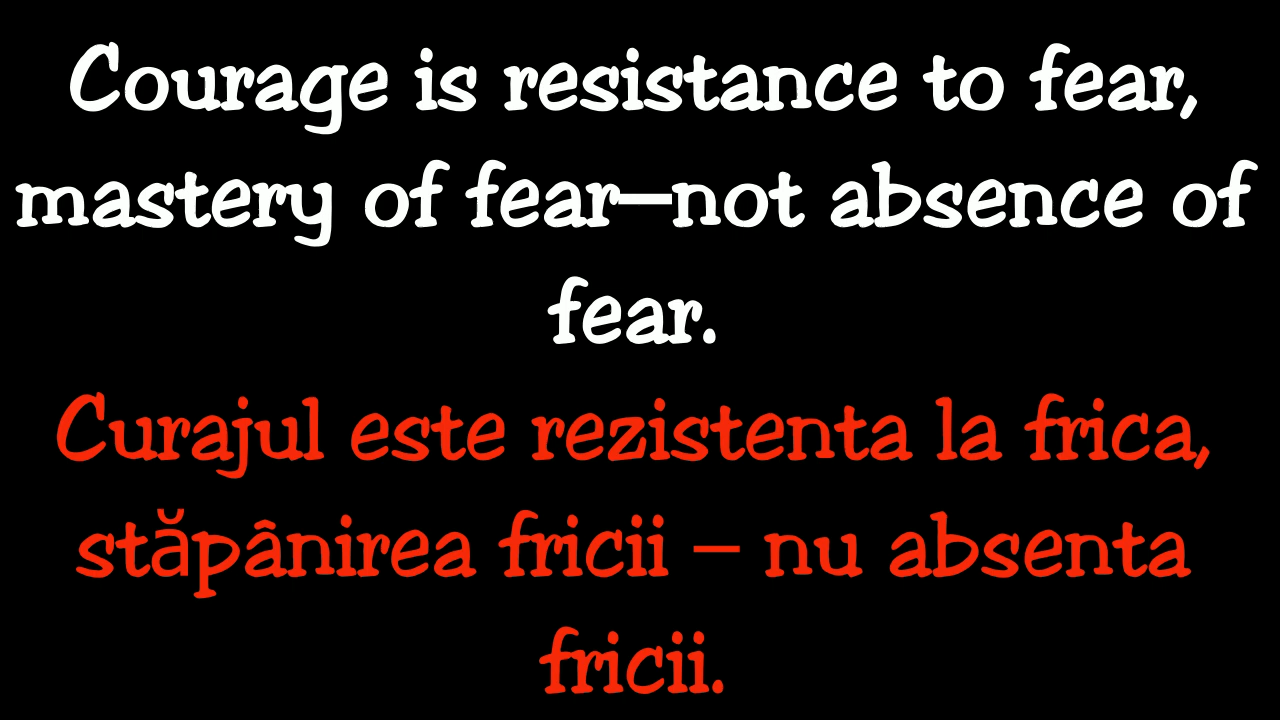 Courage is resistance to fear,
mastery of fear—not absence of
fear.
Curajul este rezistenta la frica,
stăpânirea fricii – nu absenta
fricii.